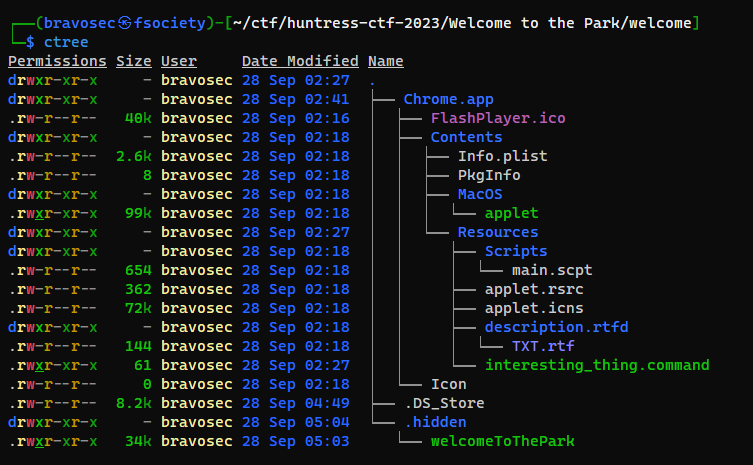 ┌──(bravosec㉿fsociety)-[~/ctf/huntress-ctf-2023/Welcome to the Park/welcome]
└─$ ctree
Permissions Size User     Date Modified Name
drwxr-xr-x     - bravosec 28 Sep 02:27  .
drwxr-xr-x     - bravosec 28 Sep 02:41  ├── Chrome.app
.rw-r--r--   40k bravosec 28 Sep 02:16  │  ├── FlashPlayer.ico
drwxr-xr-x     - bravosec 28 Sep 02:18  │  ├── Contents
.rw-r--r--  2.6k bravosec 28 Sep 02:18  │  │  ├── Info.plist
.rw-r--r--     8 bravosec 28 Sep 02:18  │  │  ├── PkgInfo
drwxr-xr-x     - bravosec 28 Sep 02:18  │  │  ├── MacOS
.rwxr-xr-x   99k bravosec 28 Sep 02:18  │  │  │  └── applet
drwxr-xr-x     - bravosec 28 Sep 02:27  │  │  └── Resources
drwxr-xr-x     - bravosec 28 Sep 02:18  │  │     ├── Scripts
.rw-r--r--   654 bravosec 28 Sep 02:18  │  │     │  └── main.scpt
.rw-r--r--   362 bravosec 28 Sep 02:18  │  │     ├── applet.rsrc
.rw-r--r--   72k bravosec 28 Sep 02:18  │  │     ├── applet.icns
drwxr-xr-x     - bravosec 28 Sep 02:18  │  │     ├── description.rtfd
.rw-r--r--   144 bravosec 28 Sep 02:18  │  │     │  └── TXT.rtf
.rwxr-xr-x    61 bravosec 28 Sep 02:27  │  │     └── interesting_thing.command
.rw-r--r--     0 bravosec 28 Sep 02:18  │  └── Icon
.rw-r--r--  8.2k bravosec 28 Sep 04:49  ├── .DS_Store
drwxr-xr-x     - bravosec 28 Sep 05:04  └── .hidden
.rwxr-xr-x   34k bravosec 28 Sep 05:03     └── welcomeToThePark